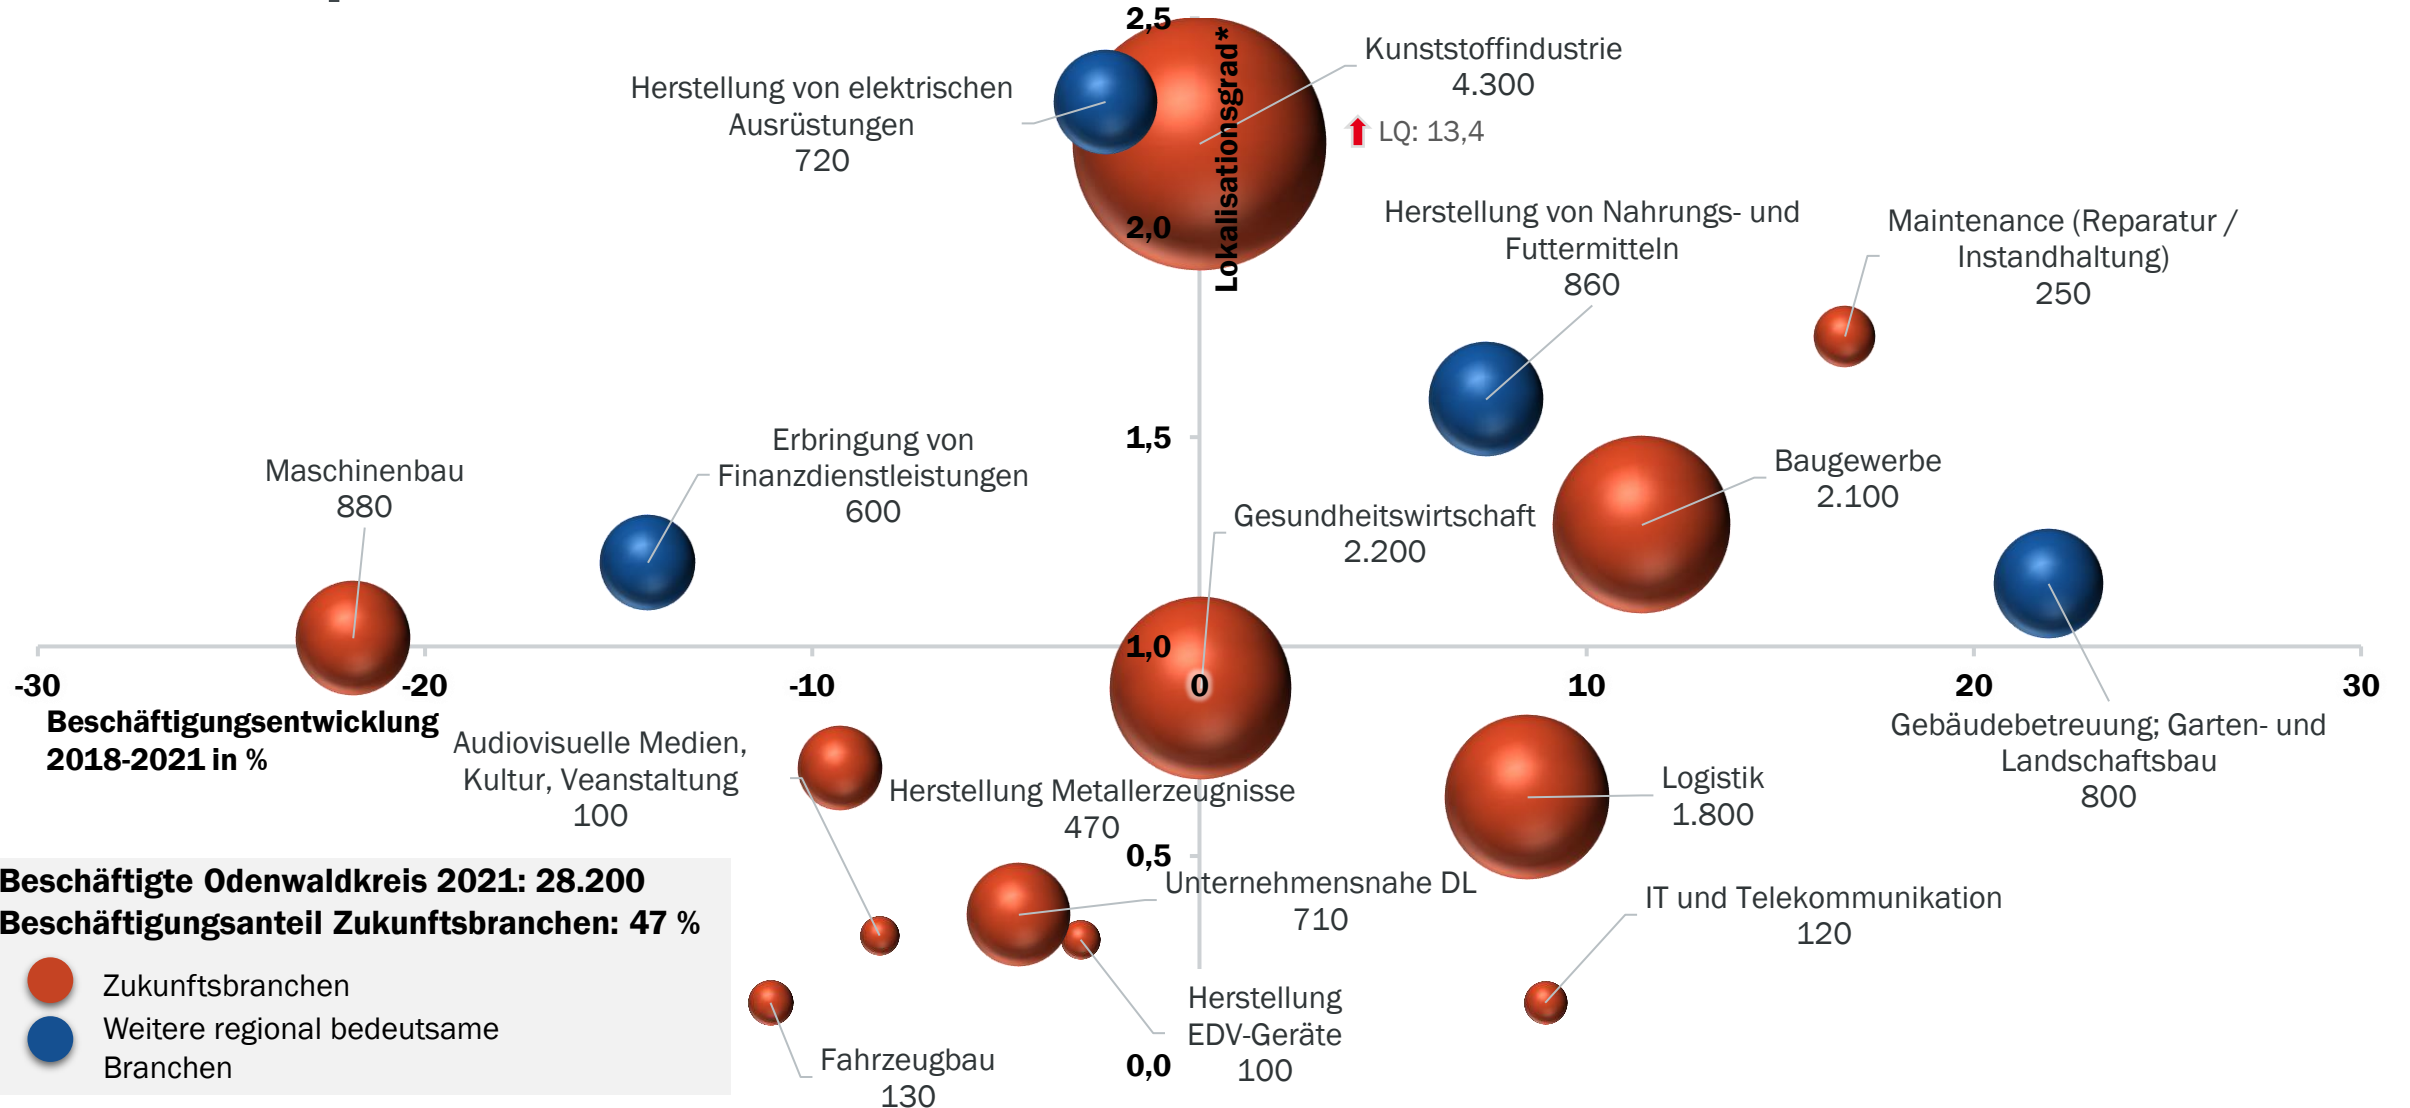 2,5
Lokalisationsgrad*
Kunststoffindustrie
4.300
LQ: 13,4
Herstellung von elektrischen
Ausrüstungen
720
2,0
Herstellung von Nahrungs- und
Futtermitteln
860
Maintenance (Reparatur /
Instandhaltung)
250
1,5
Maschinenbau
880
Erbringung von
Finanzdienstleistungen
600
Gesundheitswirtschaft
2.200
Baugewerbe
2.100
1,0
-30
-20
-10
0
10
20
30
Beschäftigungsentwicklung
2018-2021 in %
Audiovisuelle Medien,
Kultur, Veanstaltung
100
Herstellung Metallerzeugnisse
470
Logistik
1.800
Gebäudebetreuung; Garten- und
Landschaftsbau
800
0,5
Unternehmensnahe DL
710
IT und Telekommunikation
120
Herstellung
EDV-Geräte
100
0,0
Fahrzeugbau
130
Beschäftigte Odenwaldkreis 2021: 28.200
Beschäftigungsanteil Zukunftsbranchen: 47 %
Zukunftsbranchen
Weitere regional bedeutsame
Branchen